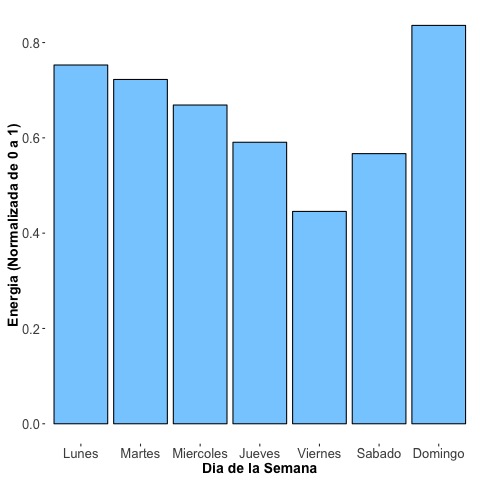 Energia (Normalizada de 0 a 1)
0.8
0.6
0.4
0.2
0.0
Lunes Martes Miercoles Jueves Viernes Sabado Domingo
Dia de la Semana